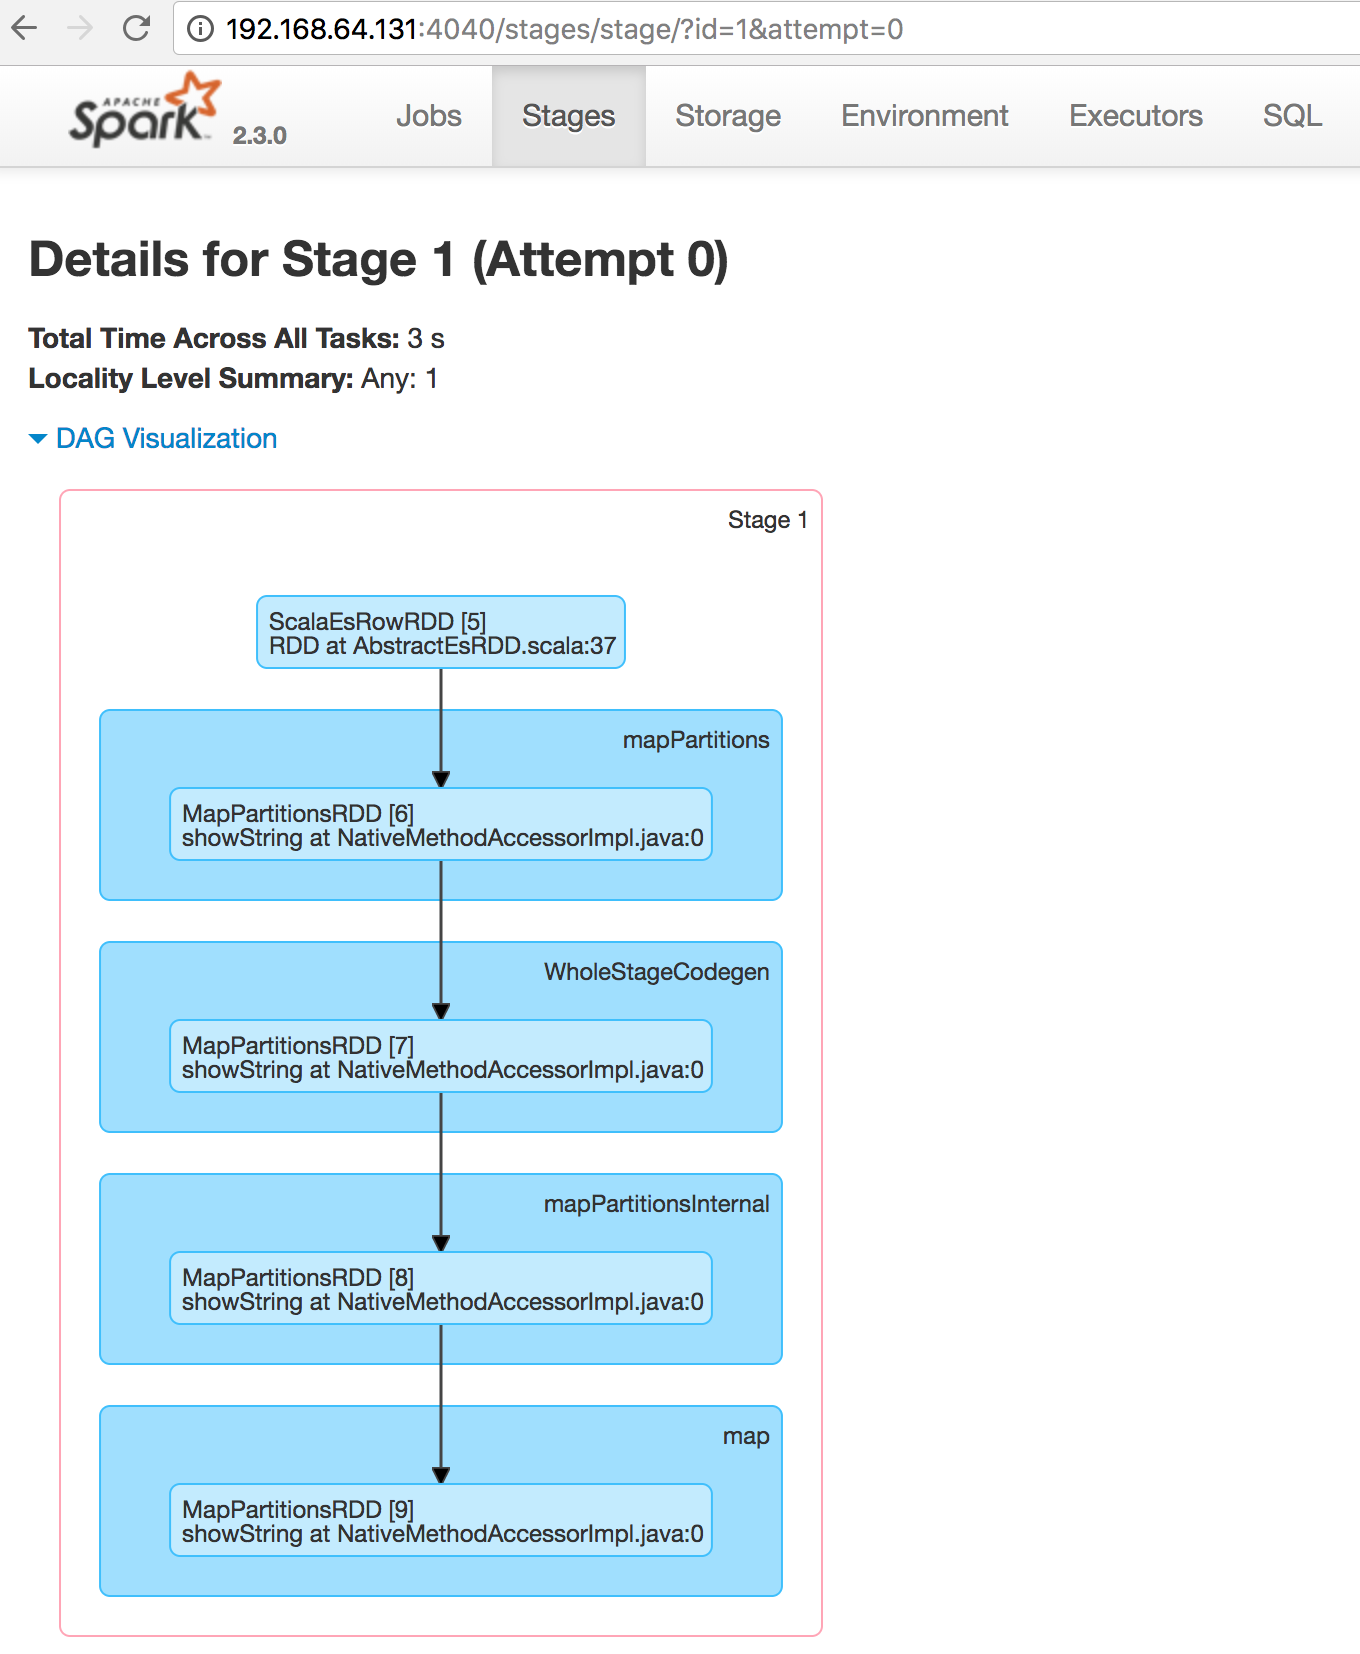 192.168.64.131:4040/stages/stage/?id=1&attempt=0
APACHE
Spark 2.3.0 Jobs Stages Storage Environment Executors SQL
Details for Stage 1 (Attempt 0)
Total Time Across All Tasks: 3 s
Locality Level Summary: Any: 1
DAG Visualization
Stage 1
ScalaEsRowRDD [5]
RDD at AbstractEsRDD.scala:37
mapPartitions
MapPartitionsRDD [6]
showString at NativeMethodAccessorImpl.java:0
WholeStageCodegen
MapPartitionsRDD [7]
showString at NativeMethodAccessorImpl.java:0
mapPartitionsInternal
MapPartitionsRDD [8]
showString at NativeMethodAccessorImpl.java:0
map
MapPartitionsRDD [9]
showString at NativeMethodAccessorImpl.java:0